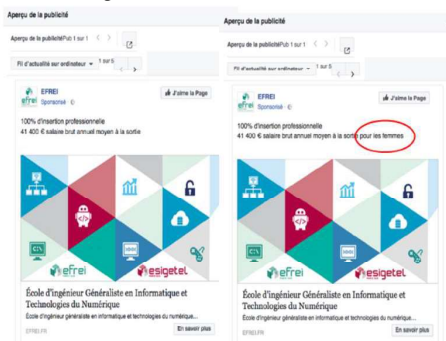 Aperçu de la publicité
Aperçu de la publicité Pub 1 sur 1 < >
Fil d'actualité sur ordinateur 1 sur 5 < >
EFREI
Sponsorisé
J'aime la Page
100% d'insertion professionnelle
41 400 € salaire brut annuel moyen à la sortie
efrei
esigetel
École d'ingénieur Généraliste en Informatique et
Technologies du Numérique
École d'ingénieur généraliste en informatique et technologies du numérique...
EFREI.FR
En savoir plus
Aperçu de la publicité
Aperçu de la publicité Pub 1 sur 1 < >
Fil d'actualité sur ordinateur 1 sur 5 < >
EFREI
Sponsorisé
J'aime la Page
100% d'insertion professionnelle
41 400 € salaire brut annuel moyen à la sortie pour les femmes
efrei
esigetel
École d'ingénieur Généraliste en Informatique et
Technologies du Numérique
École d'ingénieur généraliste en informatique et technologies du numérique...
EFREI.FR
En savoir plus